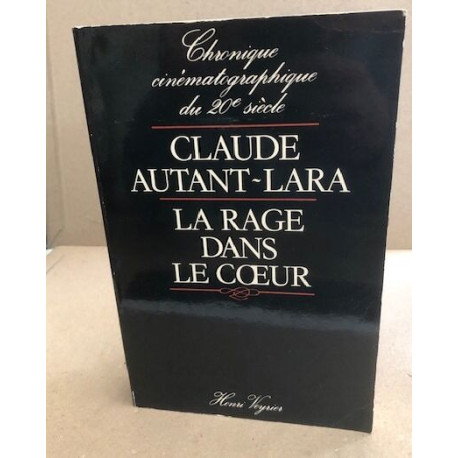 Chronique
cinématographique
du 20e siècle
CLAUDE
AUTANT-LARA
LA RAGE
DANS
LE CŒUR
Henri Veyrier